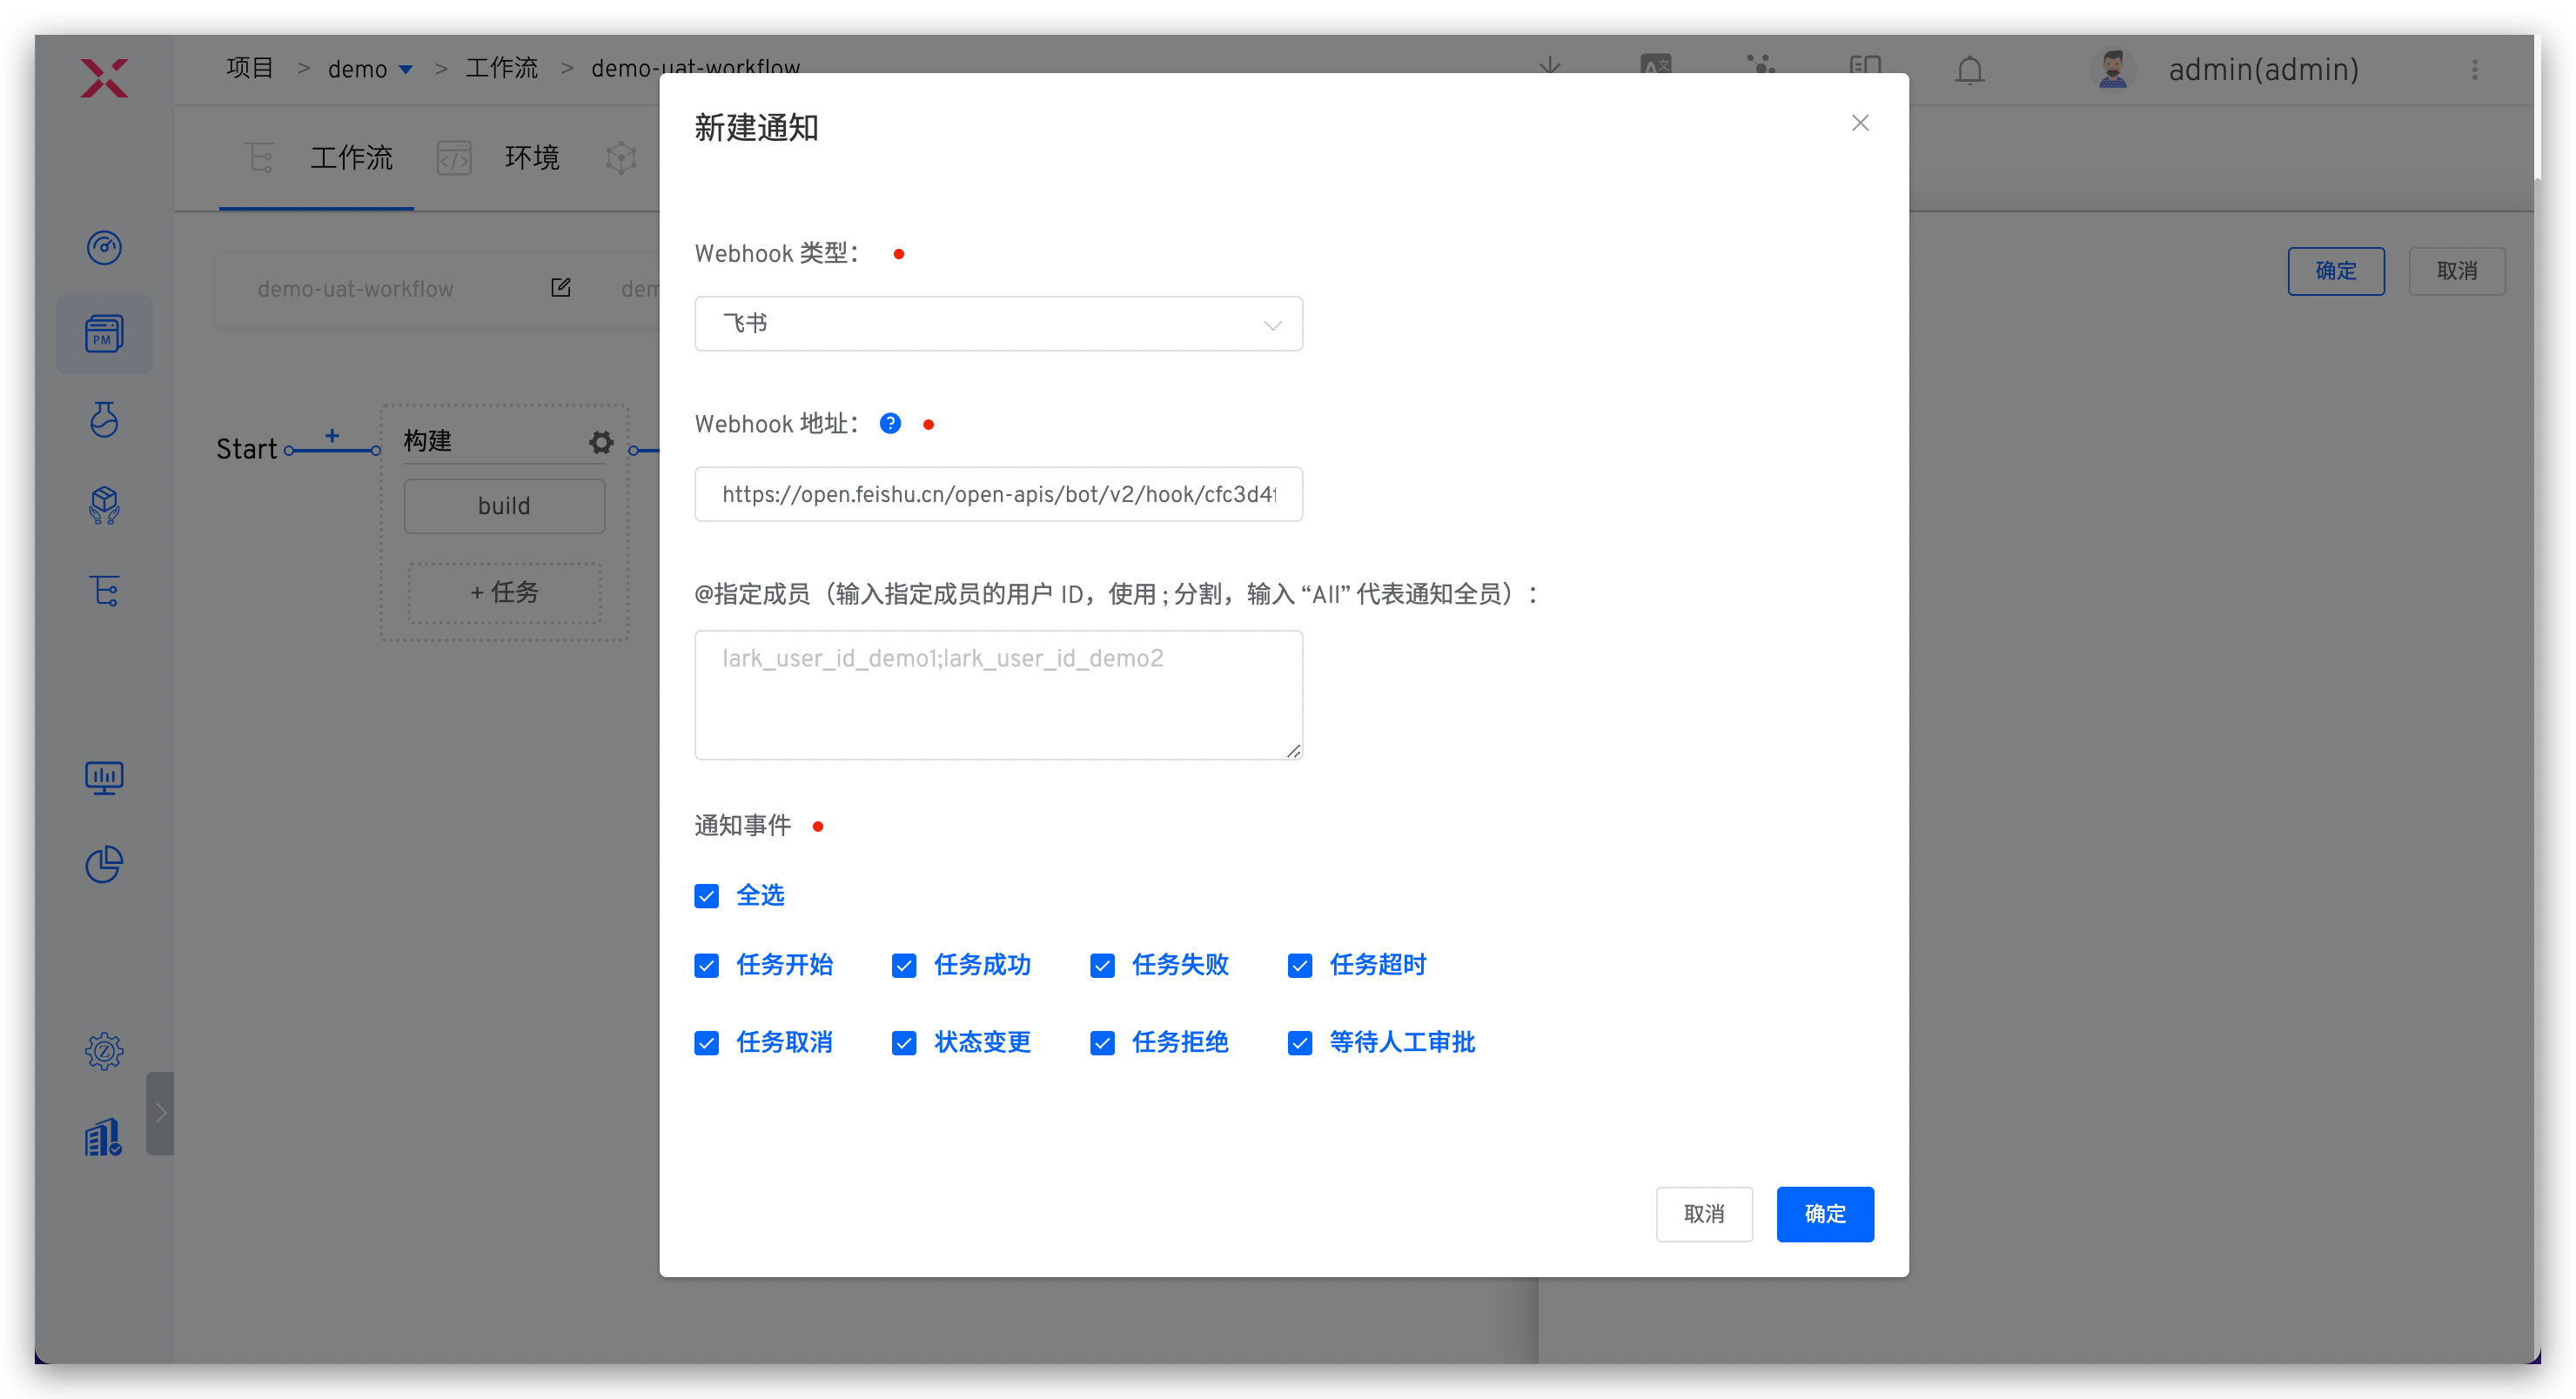 项目 > demo > 工作流 > demo-uat-workflow
admin(admin)
工作流 环境
确定 取消
demo-uat-workflow dem
Start
构建
build
+ 任务
PM
新建通知
Webhook 类型：
飞书
Webhook 地址：
https://open.feishu.cn/open-apis/bot/v2/hook/cfc3d4f
@指定成员（输入指定成员的用户 ID，使用 ; 分割，输入 “All” 代表通知全员）：
lark_user_id_demo1;lark_user_id_demo2
通知事件
全选
任务开始 任务成功 任务失败 任务超时
任务取消 状态变更 任务拒绝 等待人工审批
取消 确定